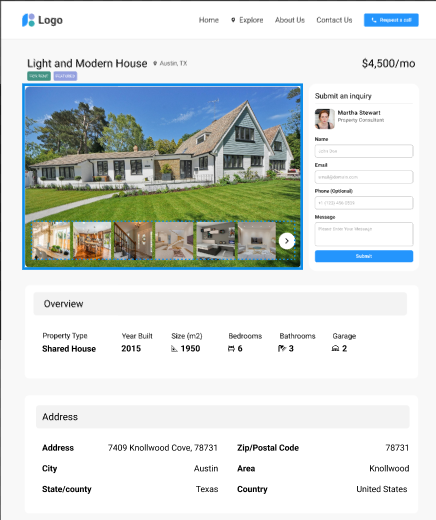 Logo
Home Explore About Us Contact Us Request a call
Light and Modern House Austin, TX $4,500/mo
FOR RENT FEATURED
Submit an inquiry
Martha Stewart
Property Consultant
Name
John Doe
Email
email@domain.com
Phone (Optional)
Message
Please Enter Your Message
Submit
Overview
Property Type Year Built Size (m2) Bedrooms Bathrooms Garage
Shared House 2015 1950 6 3 2
Address
Address 7409 Knollwood Cove, 78731 Zip/Postal Code 78731
City Austin Area Knollwood
State/county Texas Country United States